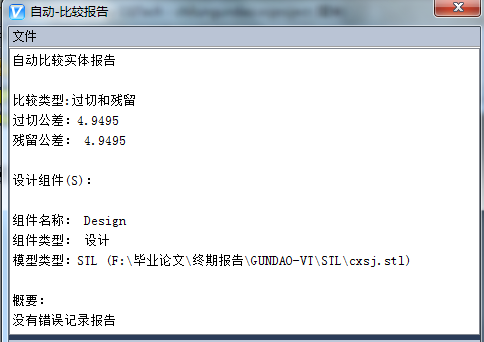 自动-比较报告
文件
自动比较实体报告
比较类型:过切和残留
过切公差: 4.9495
残留公差: 4.9495
设计组件(S):
组件名称: Design
组件类型: 设计
模型类型: STL (F:\毕业论文\终期报告\GUNDAO-VI\STL\cxsj.stl)
概要:
没有错误记录报告